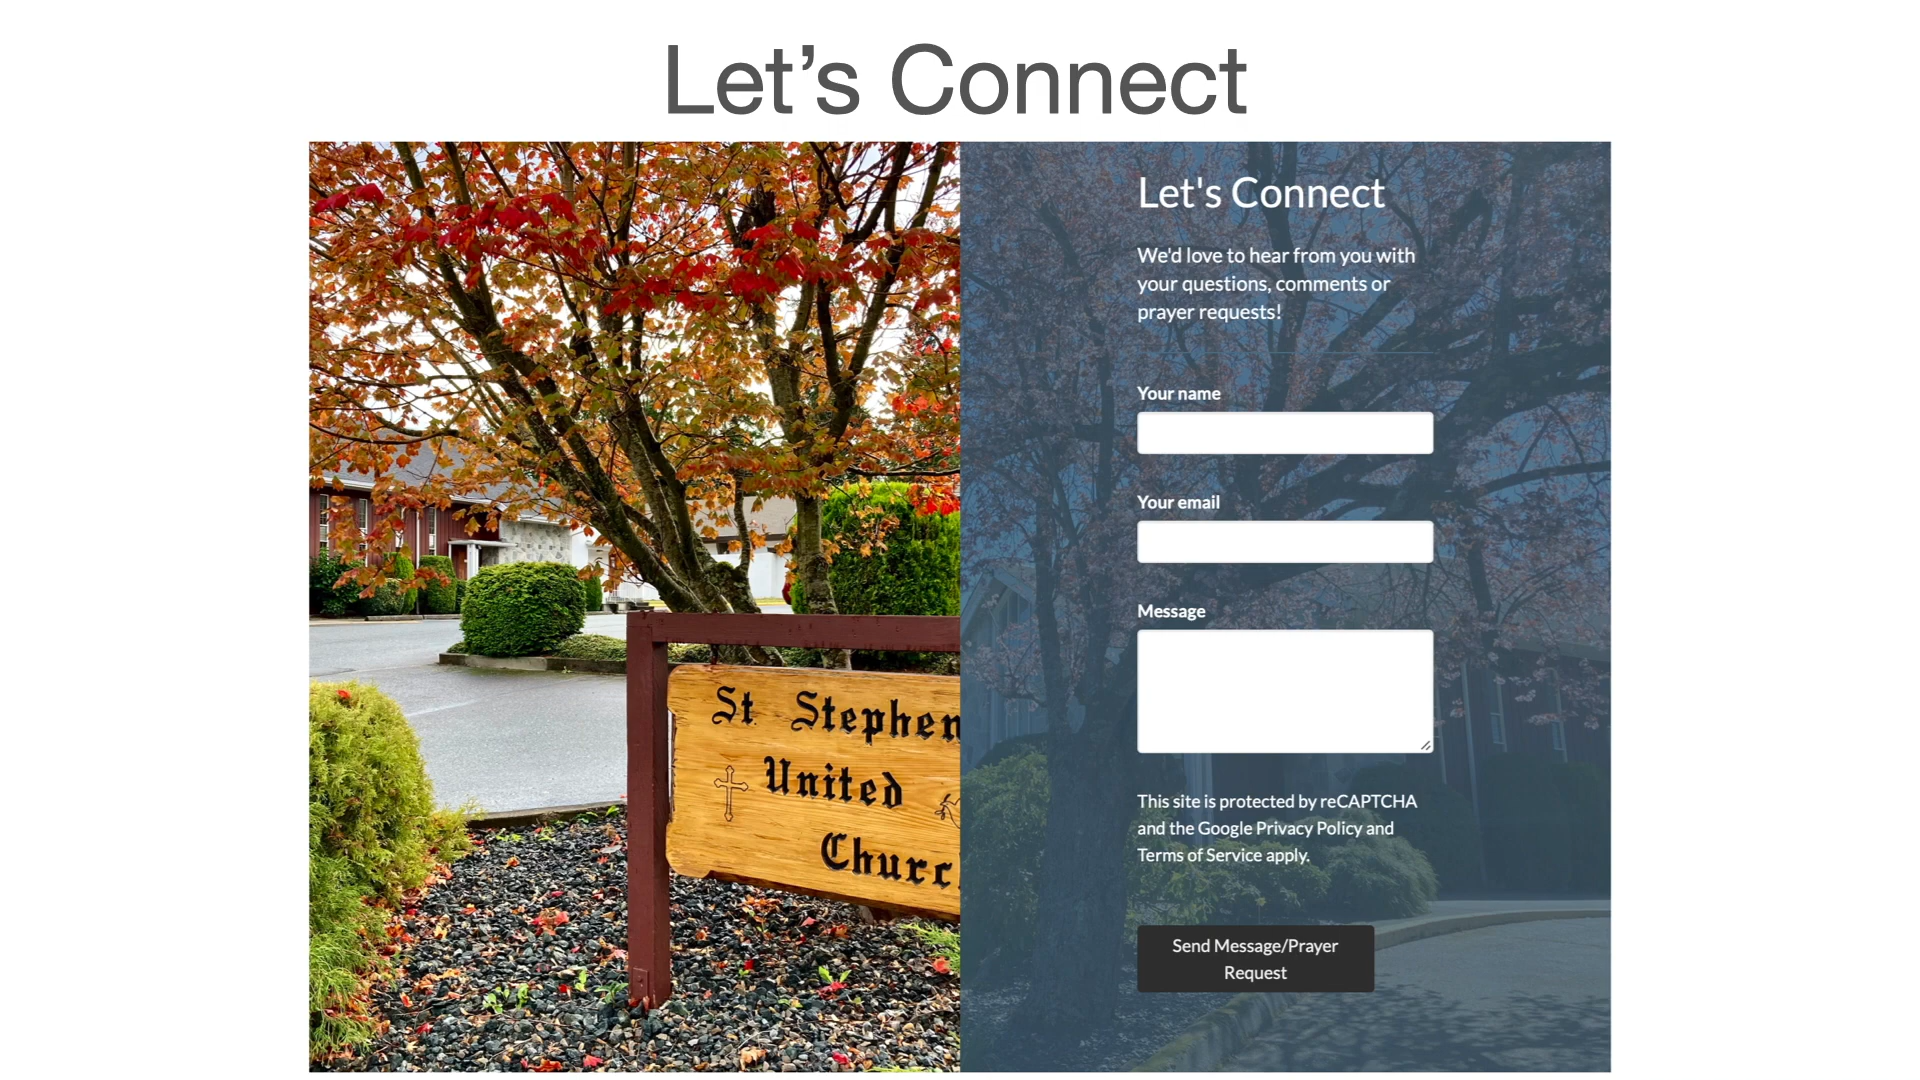 Let’s Connect
St. Stephen
United
Churc
Let's Connect
We'd love to hear from you with
your questions, comments or
prayer requests!
Your name
Your email
Message
This site is protected by reCAPTCHA
and the Google Privacy Policy and
Terms of Service apply.
Send Message/Prayer
Request